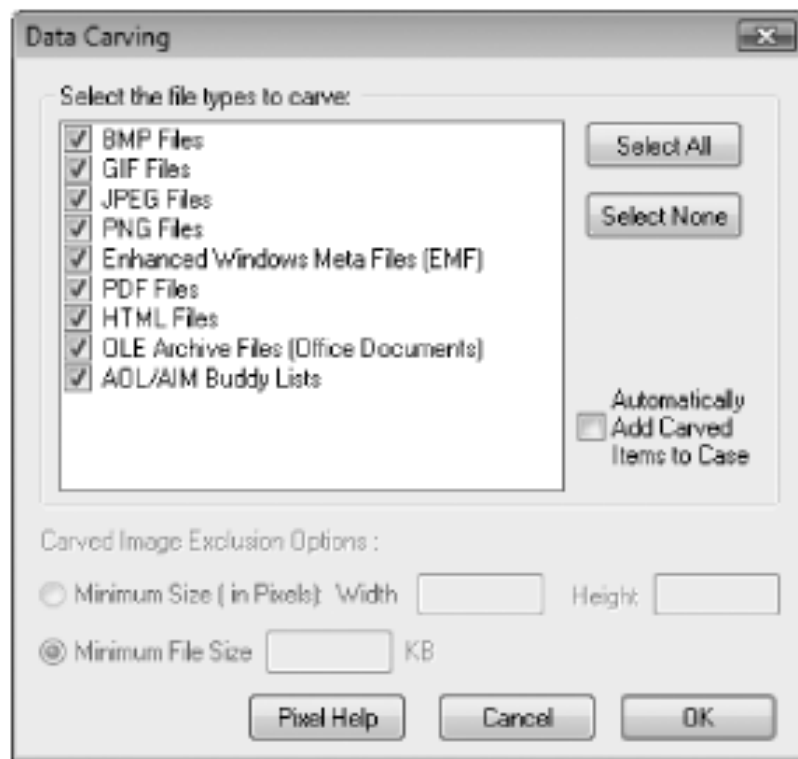 Data Carving
Select the file types to carve:
BMP Files
GIF Files
JPEG Files
PNG Files
Enhanced Windows Meta Files (EMF)
PDF Files
HTML Files
OLE Archive Files (Office Documents)
AOL/AIM Buddy Lists
Select All
Select None
Automatically
Add Carved
Items to Case
Carved Image Exclusion Options :
Minimum Size ( in Pixels): Width Height
Minimum File Size KB
Pixel Help Cancel OK